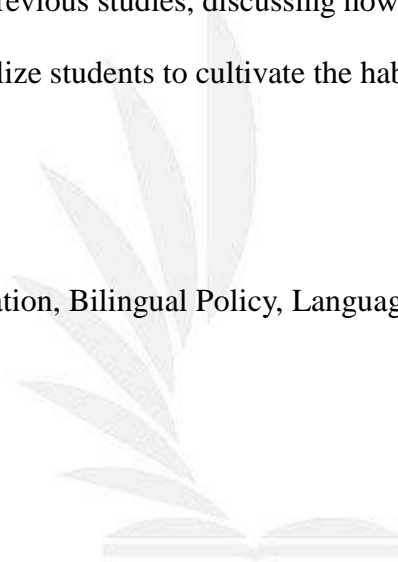 revious studies, discussing how
lize students to cultivate the hab
ation, Bilingual Policy, Languag